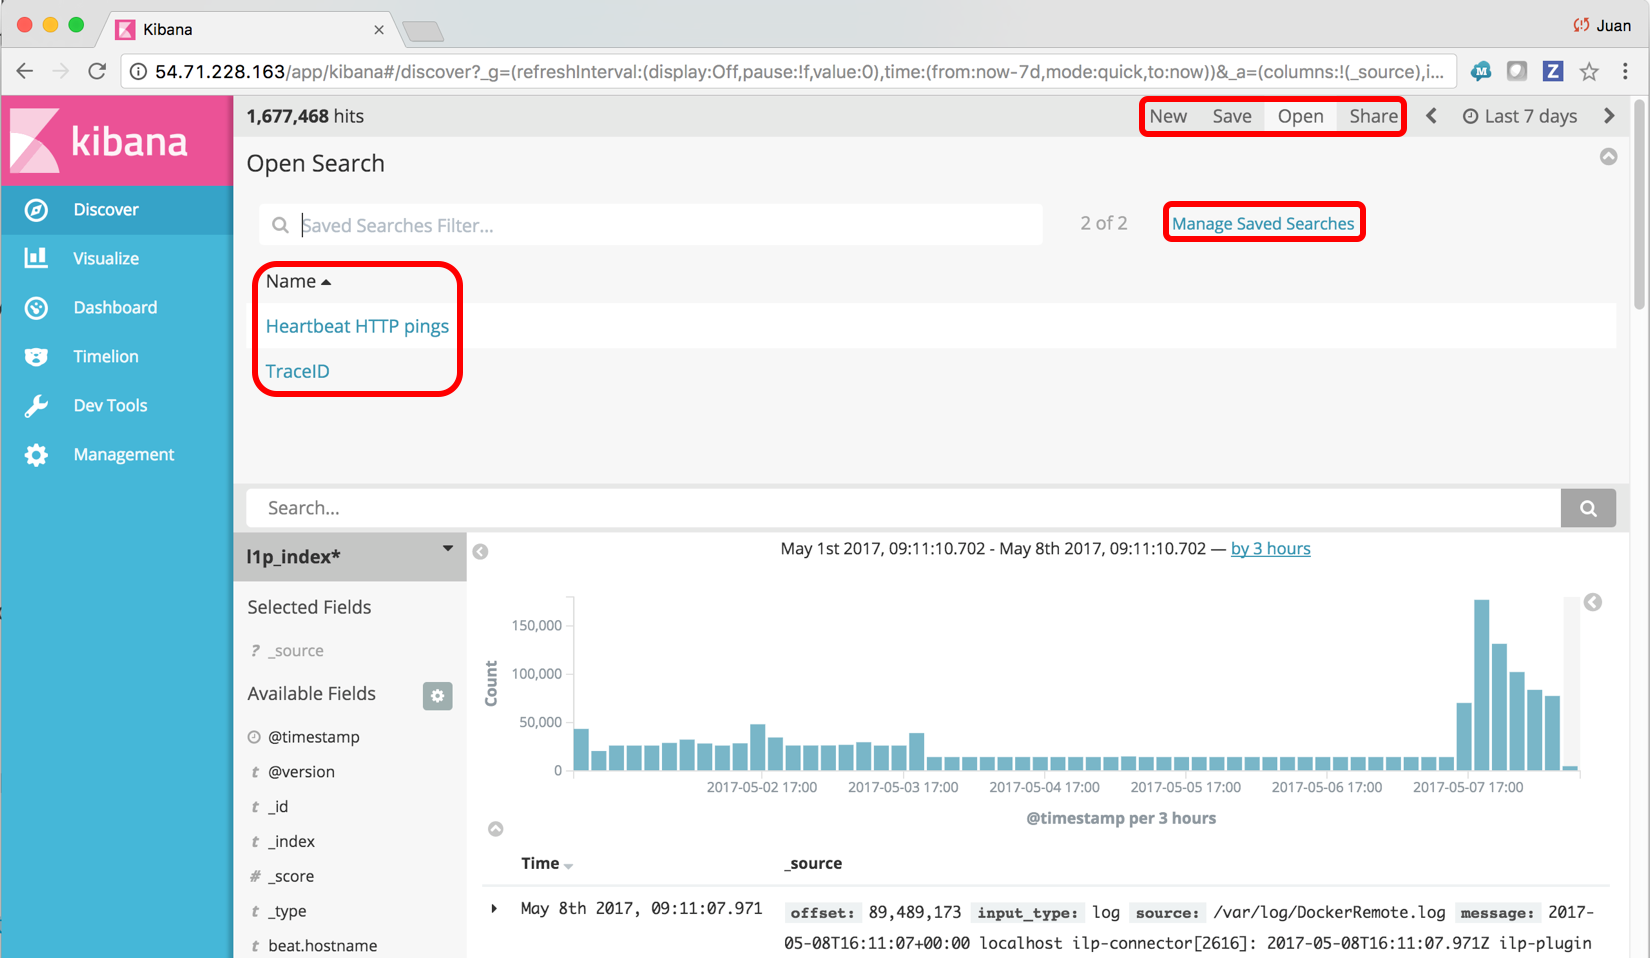 Kibana
Juan
54.71.228.163/app/kibana#/discover?_g=(refreshInterval:(display:Off,pause:!f,value:0),time:(from:now-7d,mode:quick,to:now))&_a=(columns:!(_source),i...
M
Z
kibana
1,677,468 hits
New Save Open Share
Last 7 days
Open Search
Discover
Saved Searches Filter...
2 of 2
Manage Saved Searches
Visualize
Name
Dashboard
Heartbeat HTTP pings
Timelion
TraceID
Dev Tools
Management
Search...
l1p_index*
May 1st 2017, 09:11:10.702 - May 8th 2017, 09:11:10.702 — by 3 hours
Selected Fields
? _source
Available Fields
@timestamp
t @version
t _id
t _index
# _score
t _type
t beat.hostname
Count
150,000
100,000
50,000
0
2017-05-02 17:00 2017-05-03 17:00 2017-05-04 17:00 2017-05-05 17:00 2017-05-06 17:00 2017-05-07 17:00
@timestamp per 3 hours
Time _source
May 8th 2017, 09:11:07.971 offset: 89,489,173 input_type: log source: /var/log/DockerRemote.log message: 2017-
05-08T16:11:07+00:00 localhost ilp-connector[2616]: 2017-05-08T16:11:07.971Z ilp-plugin